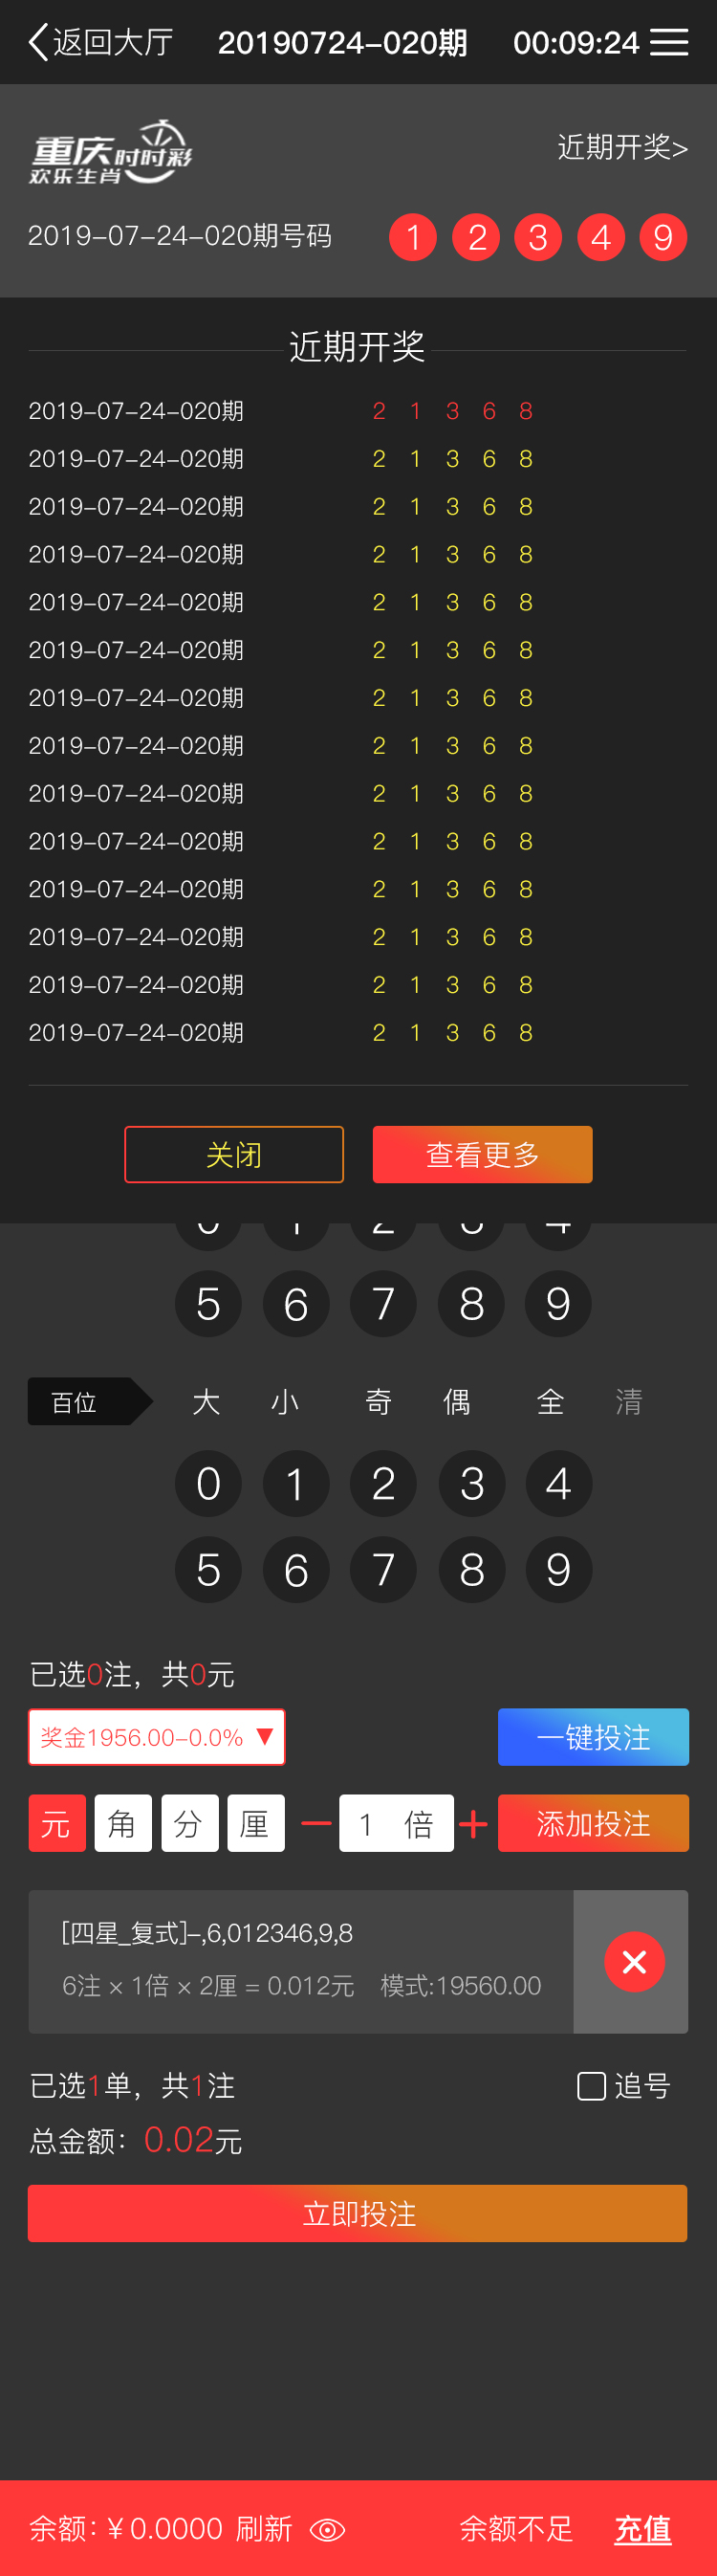 返回大厅 20190724-020期 00:09:24
重庆时时彩
欢乐生肖
近期开奖>
2019-07-24-020期号码 1 2 3 4 9
近期开奖
2019-07-24-020期 2 1 3 6 8
2019-07-24-020期 2 1 3 6 8
2019-07-24-020期 2 1 3 6 8
2019-07-24-020期 2 1 3 6 8
2019-07-24-020期 2 1 3 6 8
2019-07-24-020期 2 1 3 6 8
2019-07-24-020期 2 1 3 6 8
2019-07-24-020期 2 1 3 6 8
2019-07-24-020期 2 1 3 6 8
2019-07-24-020期 2 1 3 6 8
2019-07-24-020期 2 1 3 6 8
2019-07-24-020期 2 1 3 6 8
2019-07-24-020期 2 1 3 6 8
2019-07-24-020期 2 1 3 6 8
关闭 查看更多
0 1 2 3 4
5 6 7 8 9
百位 大 小 奇 偶 全 清
0 1 2 3 4
5 6 7 8 9
已选0注，共0元
奖金1956.00-0.0% ▼ 一键投注
元 角 分 厘 — 1 倍 + 添加投注
[四星_复式]-,6,012346,9,8
6注 × 1倍 × 2厘 = 0.012元 模式:19560.00
已选1单，共1注 追号
总金额：0.02元
立即投注
余额：¥0.0000 刷新 余额不足 充值